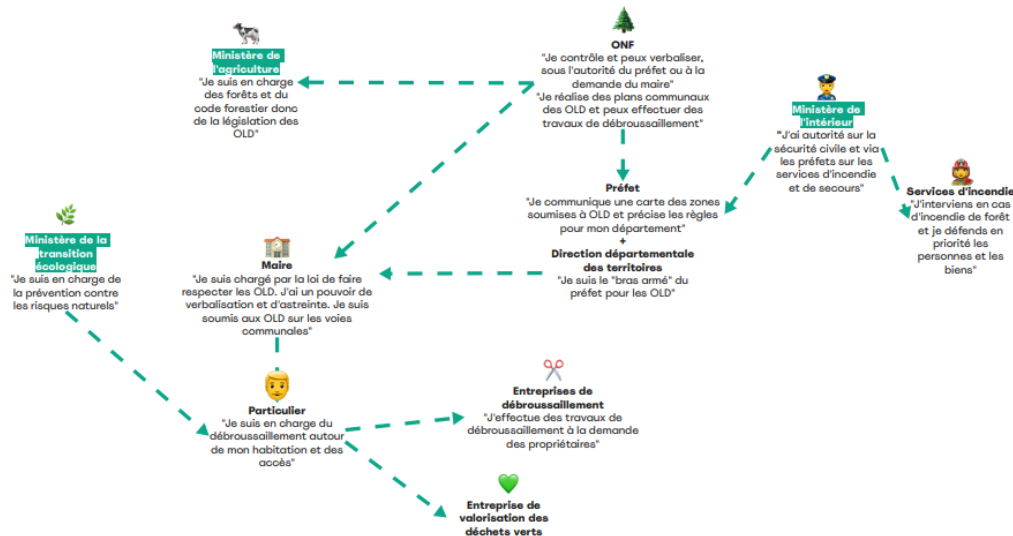 Ministère de
l'agriculture
"Je suis en charge
des forêts et du
code forestier donc
de la législation des
OLD"
ONF
"Je contrôle et peux verbaliser,
sous l'autorité du préfet ou à la
demande du maire"
"Je réalise des plans communaux
des OLD et peux effectuer des
travaux de débroussaillement"
Ministère de
l'intérieur
"J'ai autorité sur la
sécurité civile et via
les préfets sur les
services d'incendie
et de secours"
Services d'incendie
"J'interviens en cas
d'incendie de forêt
et je défends en
priorité les
personnes et les
biens"
Préfet
"Je communique une carte des zones
soumises à OLD et précise les règles
pour mon département"
+
Direction départementale
des territoires
"Je suis le "bras armé" du
préfet pour les OLD"
Ministère de la
transition
écologique
"Je suis en charge de
la prévention contre
les risques naturels"
Maire
"Je suis chargé par la loi de faire
respecter les OLD. J'ai un pouvoir de
verbalisation et d'astreinte. Je suis
soumis aux OLD sur les voies
communales"
Particulier
"Je suis en charge du
débroussaillement autour
de mon habitation et des
accès"
Entreprises de
débroussaillement
"J'effectue des travaux de
débroussaillement à la demande
des propriétaires"
Entreprise de
valorisation des
déchets verts